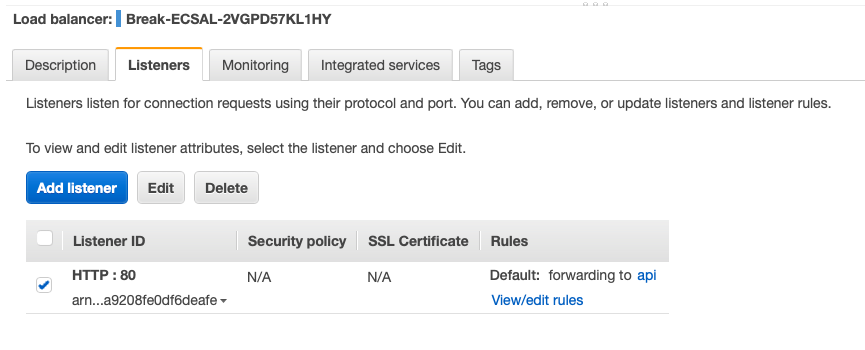 Load balancer: Break-ECSAL-2VGPD57KL1HY
Description Listeners Monitoring Integrated services Tags
Listeners listen for connection requests using their protocol and port. You can add, remove, or update listeners and listener rules.
To view and edit listener attributes, select the listener and choose Edit.
Add listener Edit Delete
Listener ID Security policy SSL Certificate Rules
HTTP : 80 N/A N/A Default: forwarding to api
arn...a9208fe0df6deafe View/edit rules